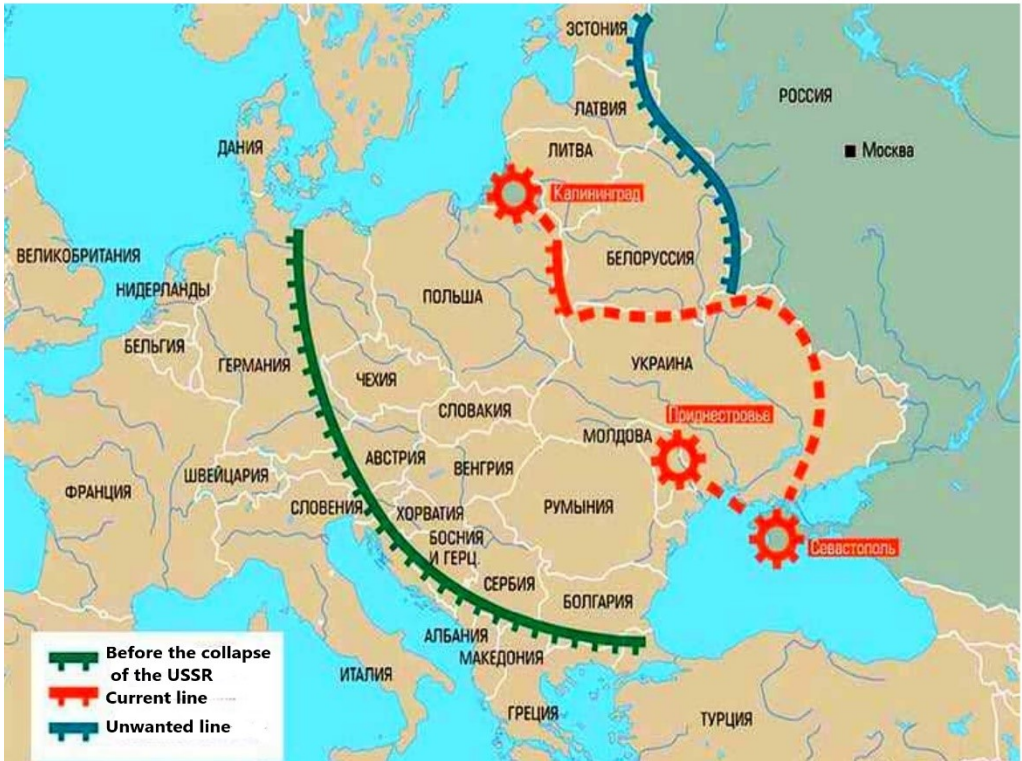 ЭСТОНИЯ
РОССИЯ
ЛАТВИЯ
Москва
ДАНИЯ
ЛИТВА
Калининград
ВЕЛИКОБРИТАНИЯ
БЕЛОРУССИЯ
НИДЕРЛАНДЫ
ПОЛЬША
БЕЛЬГИЯ
ГЕРМАНИЯ
УКРАИНА
ЧЕХИЯ
СЛОВАКИЯ
Приднестровье
МОЛДОВА
АВСТРИЯ
ВЕНГРИЯ
ШВЕЙЦАРИЯ
ФРАНЦИЯ
СЛОВЕНИЯ
ХОРВАТИЯ
РУМЫНИЯ
БОСНИЯ
И ГЕРЦ.
Севастополь
СЕРБИЯ
БОЛГАРИЯ
АЛБАНИЯ
МАКЕДОНИЯ
ИТАЛИЯ
ГРЕЦИЯ
ТУРЦИЯ
Before the collapse
of the USSR
Current line
Unwanted line